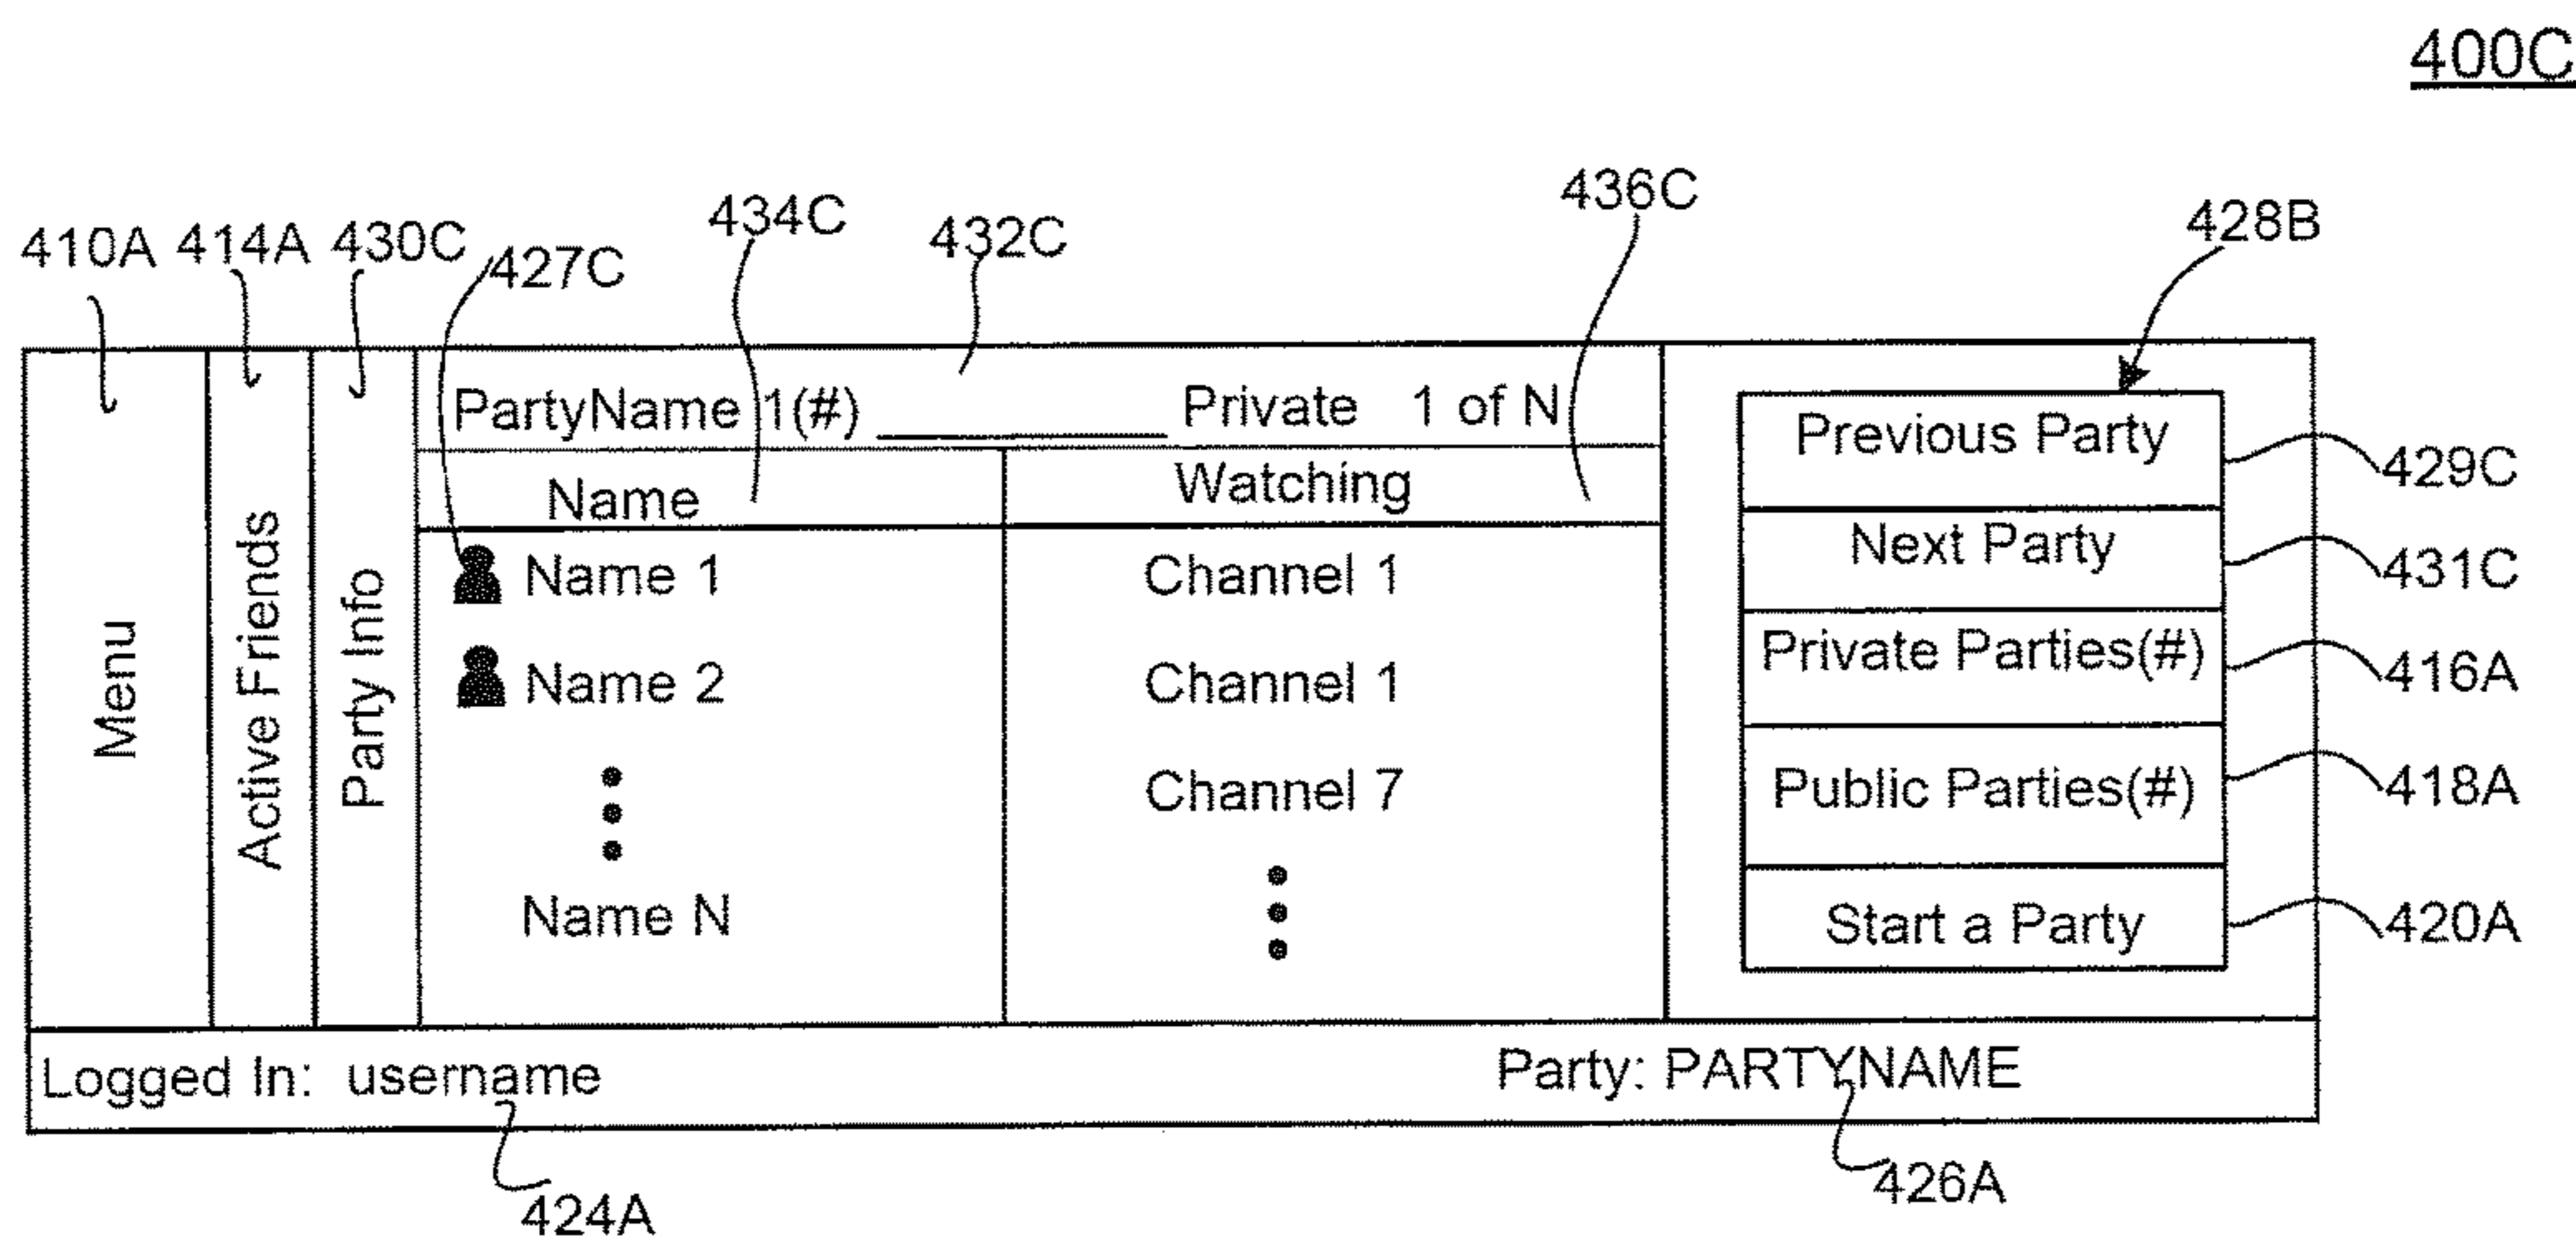 400C
410A 414A 430C 427C 434C 432C 436C 428B
PartyName 1(#) Private 1 of N
Name Watching
Name 1 Channel 1
Name 2 Channel 1
Channel 7
Name N
Menu
Active Friends
Party Info
Previous Party 429C
Next Party 431C
Private Parties(#) 416A
Public Parties(#) 418A
Start a Party 420A
Logged In: username Party: PARTYNAME
424A 426A